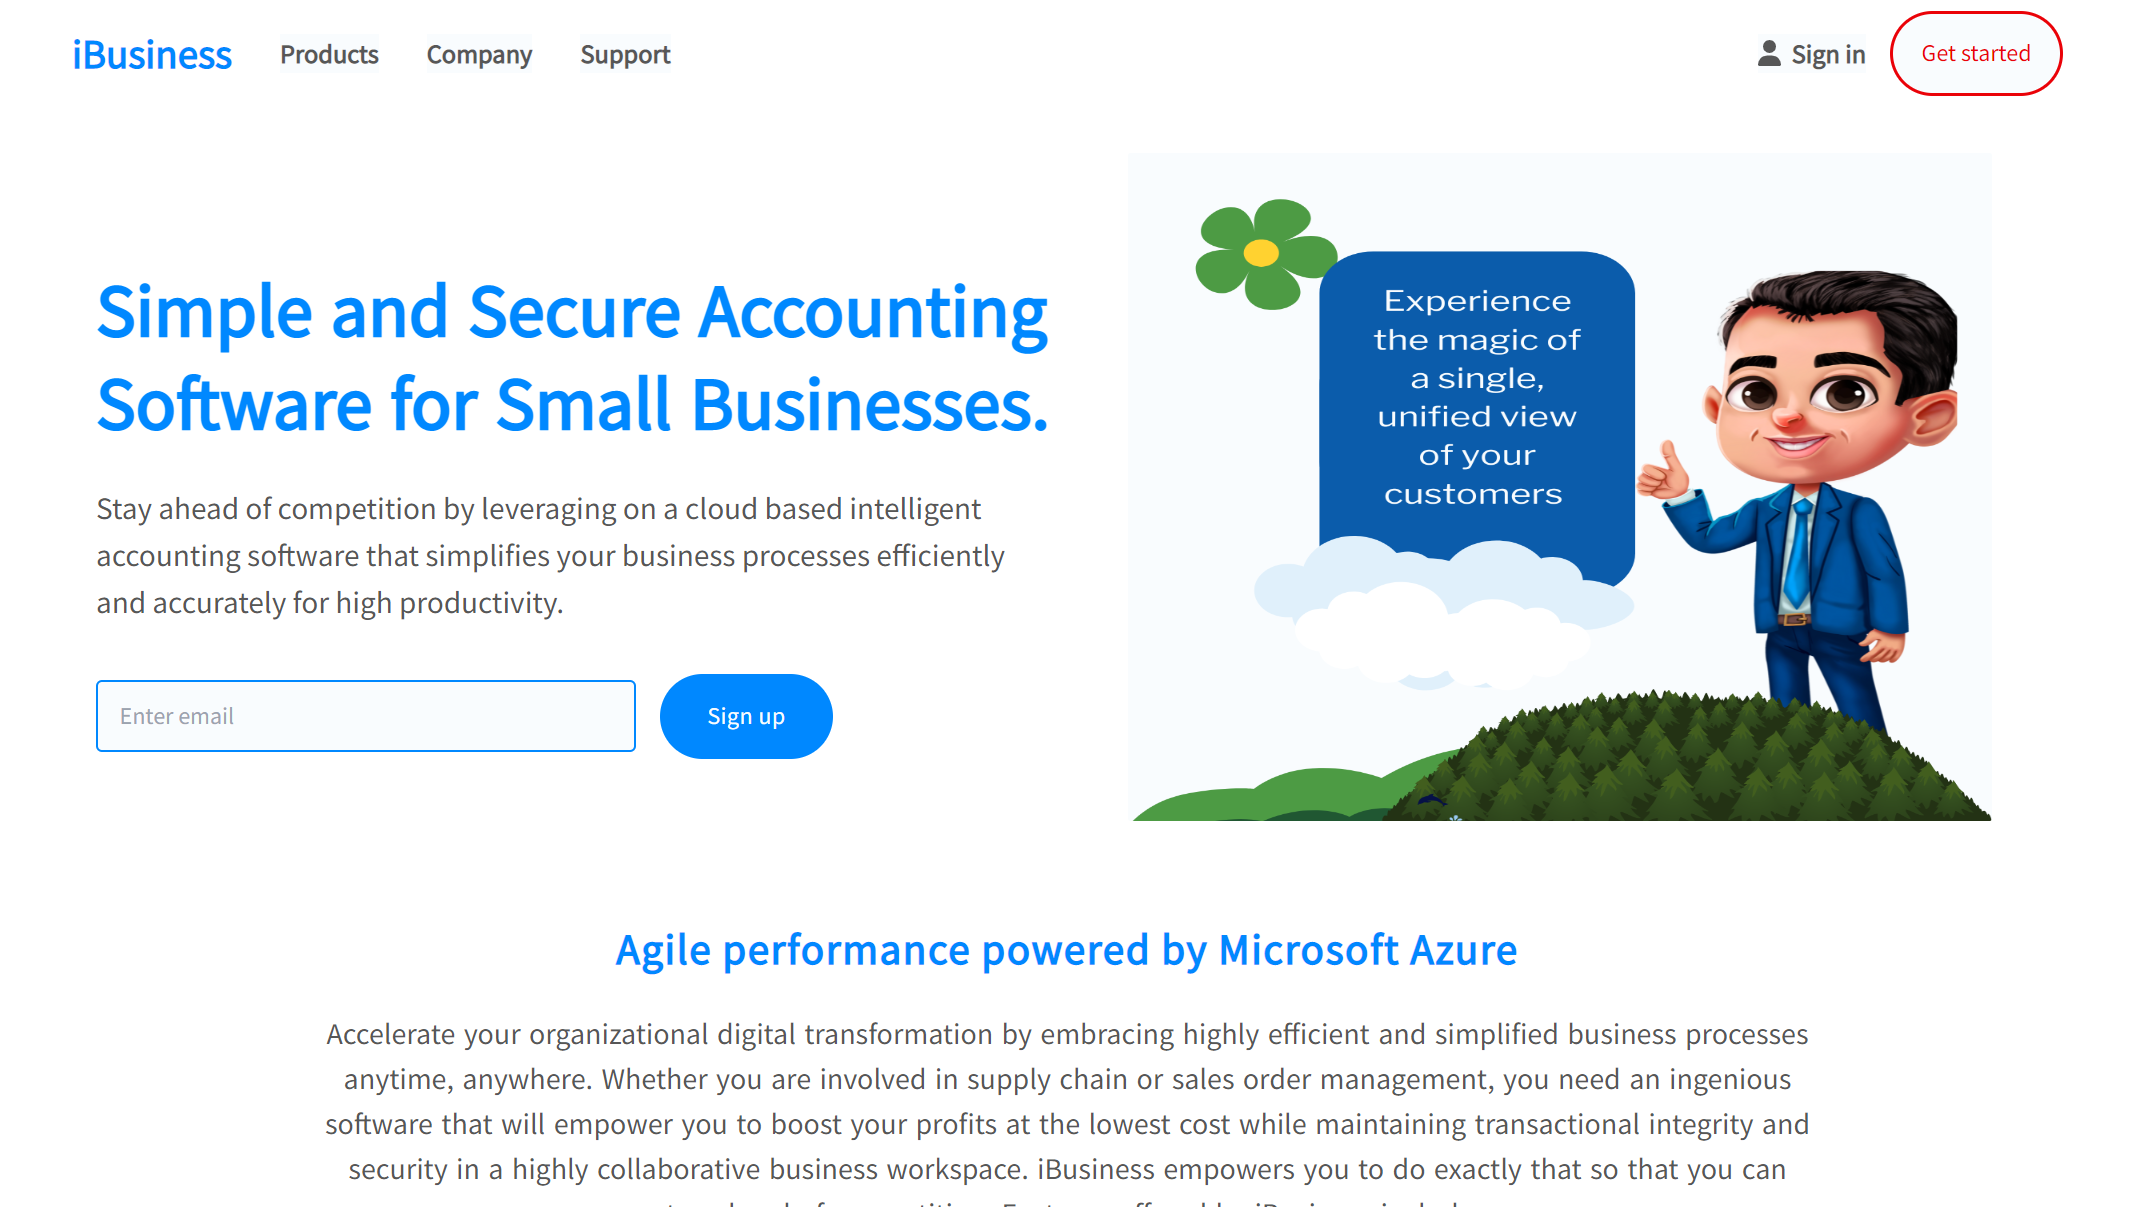 iBusiness
Products
Company
Support
Sign in
Get started
Simple and Secure Accounting
Software for Small Businesses.
Stay ahead of competition by leveraging on a cloud based intelligent
accounting software that simplifies your business processes efficiently
and accurately for high productivity.
Enter email
Sign up
Experience
the magic of
a single,
unified view
of your
customers
Agile performance powered by Microsoft Azure
Accelerate your organizational digital transformation by embracing highly efficient and simplified business processes
anytime, anywhere. Whether you are involved in supply chain or sales order management, you need an ingenious
software that will empower you to boost your profits at the lowest cost while maintaining transactional integrity and
security in a highly collaborative business workspace. iBusiness empowers you to do exactly that so that you can